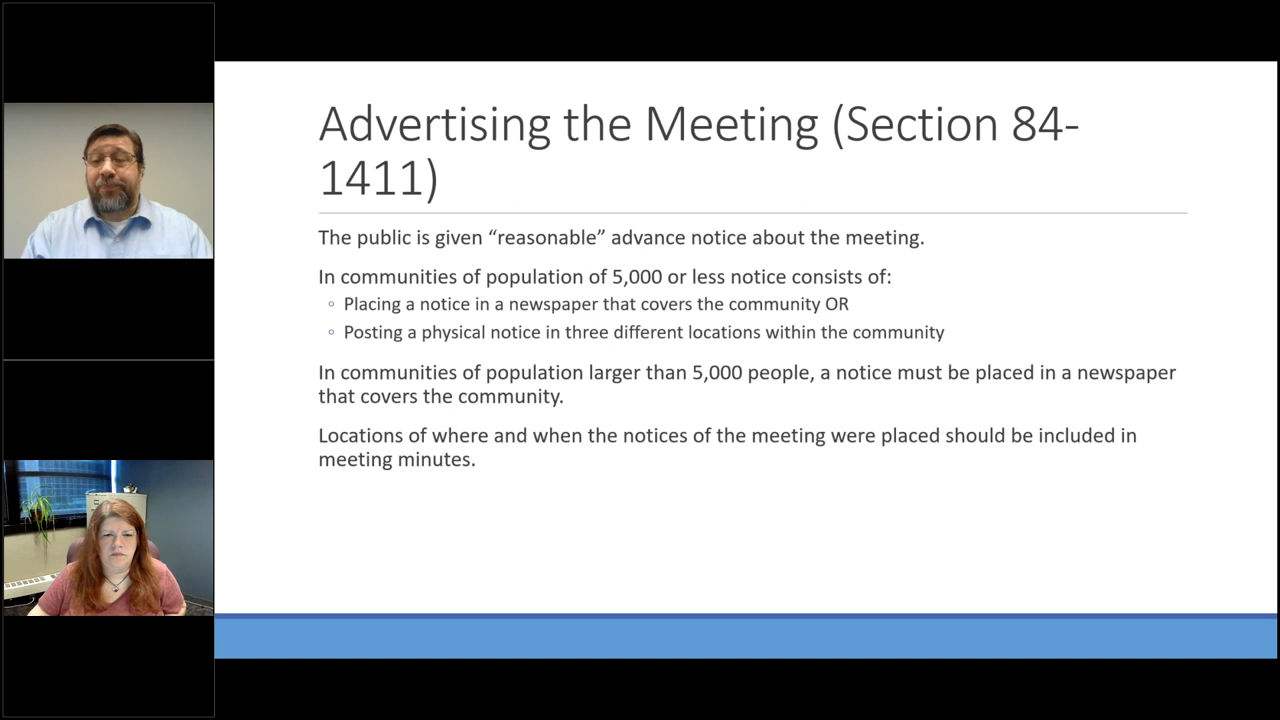 Advertising the Meeting (Section 84-
1411)
The public is given “reasonable” advance notice about the meeting.
In communities of population of 5,000 or less notice consists of:
◦ Placing a notice in a newspaper that covers the community OR
◦ Posting a physical notice in three different locations within the community
In communities of population larger than 5,000 people, a notice must be placed in a newspaper
that covers the community.
Locations of where and when the notices of the meeting were placed should be included in
meeting minutes.